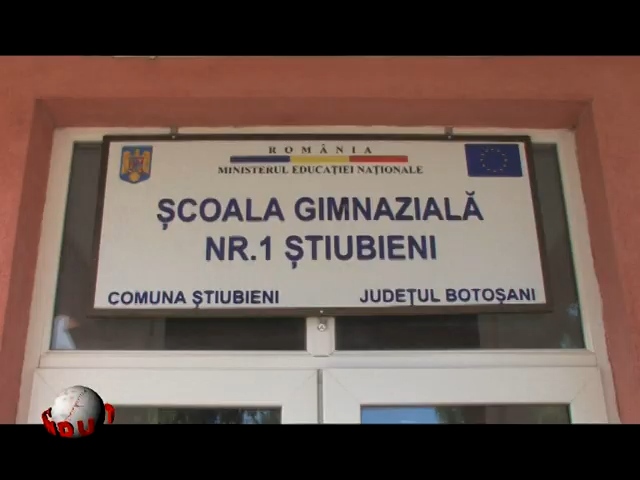 ROMÂNIA
MINISTERUL EDUCAȚIEI NAȚIONALE
ȘCOALA GIMNAZIALĂ
NR.1 ȘTIUBIENI
COMUNA ȘTIUBIENI
JUDEȚUL BOTOȘANI